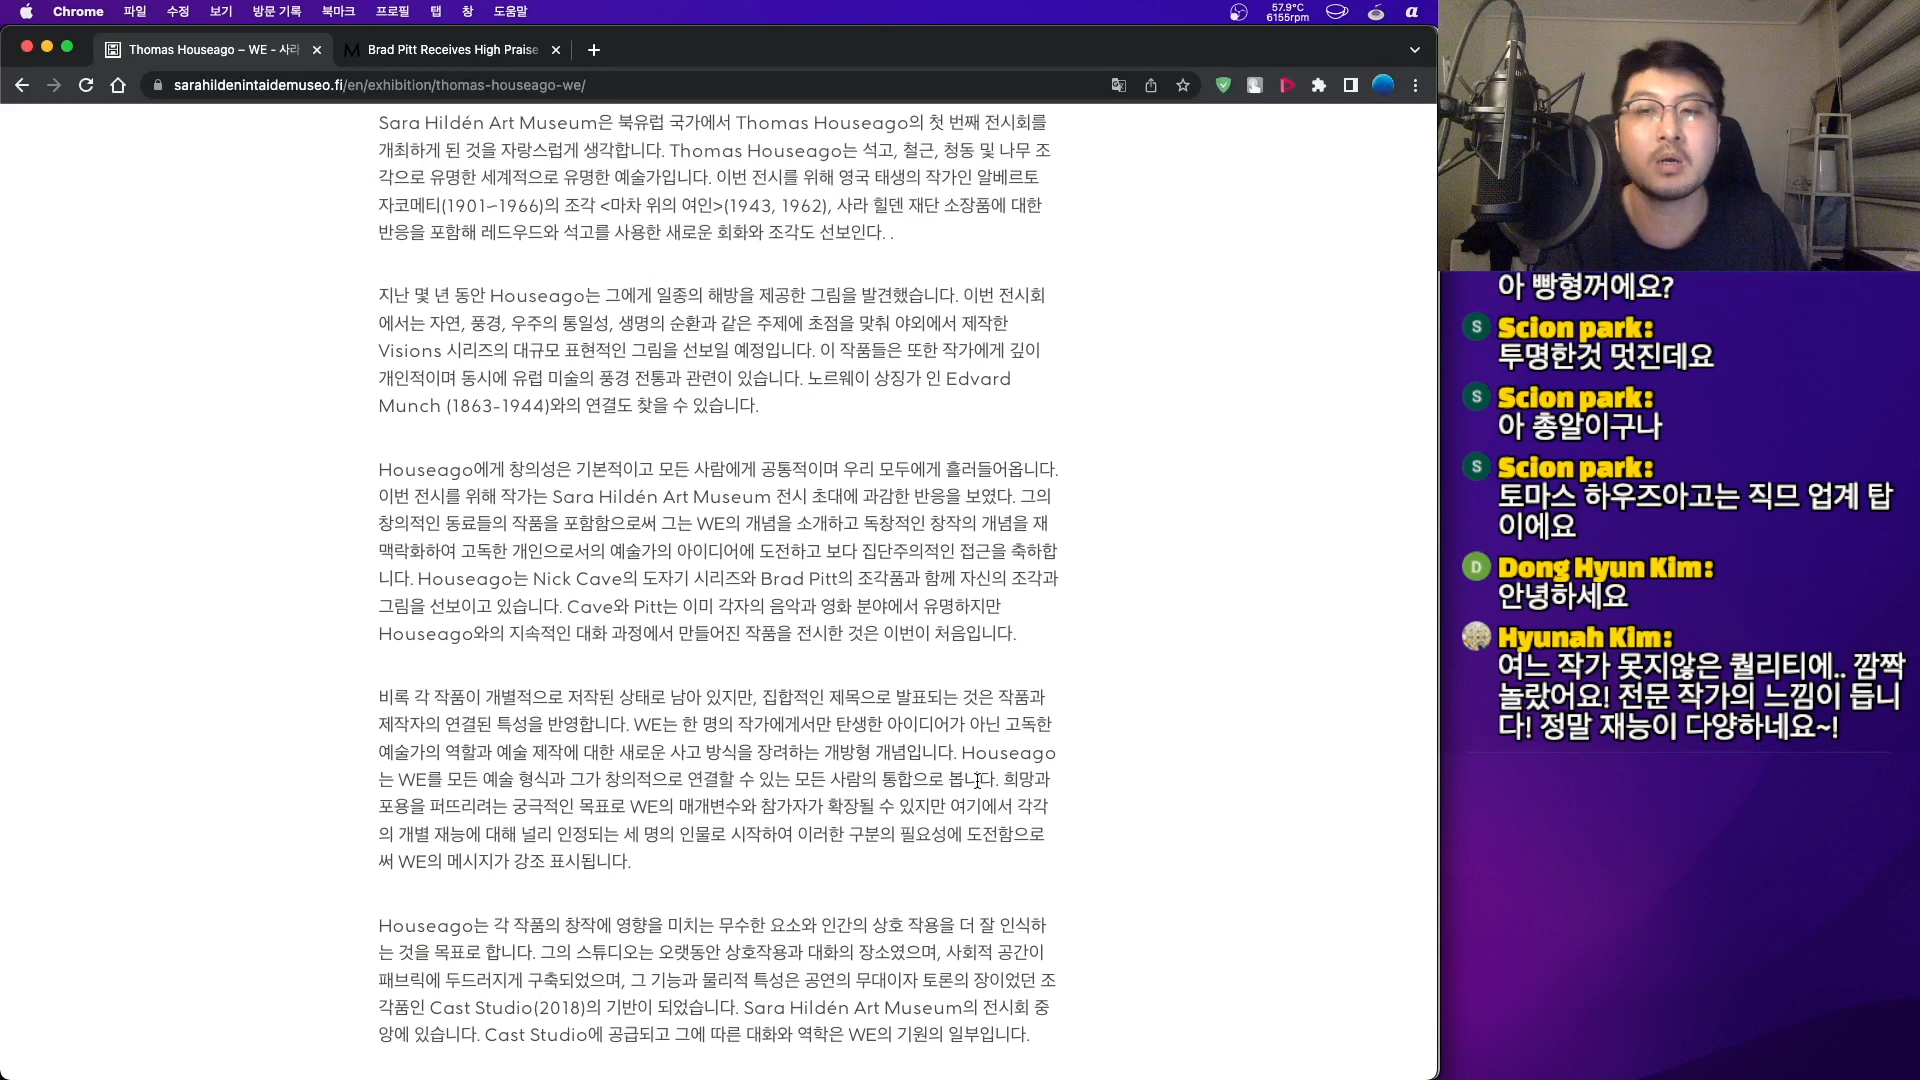 Chrome 파일 수정 보기 방문 기록 북마크 프로필 탭 창 도움말
57.9°C
6155rpm
Thomas Houseago – WE - 사라
Brad Pitt Receives High Praise
sarahildenintaidemuseo.fi/en/exhibition/thomas-houseago-we/
Sara Hildén Art Museum은 북유럽 국가에서 Thomas Houseago의 첫 번째 전시회를
개최하게 된 것을 자랑스럽게 생각합니다. Thomas Houseago는 석고, 철근, 청동 및 나무 조
각으로 유명한 세계적으로 유명한 예술가입니다. 이번 전시를 위해 영국 태생의 작가인 알베르토
자코메티(1901–1966)의 조각 <마차 위의 여인>(1943, 1962), 사라 힐덴 재단 소장품에 대한
반응을 포함해 레드우드와 석고를 사용한 새로운 회화와 조각도 선보인다. .
지난 몇 년 동안 Houseago는 그에게 일종의 해방을 제공한 그림을 발견했습니다. 이번 전시회
에서는 자연, 풍경, 우주의 통일성, 생명의 순환과 같은 주제에 초점을 맞춰 야외에서 제작한
Visions 시리즈의 대규모 표현적인 그림을 선보일 예정입니다. 이 작품들은 또한 작가에게 깊이
개인적이며 동시에 유럽 미술의 풍경 전통과 관련이 있습니다. 노르웨이 상징가 인 Edvard
Munch (1863-1944)와의 연결도 찾을 수 있습니다.
Houseago에게 창의성은 기본적이고 모든 사람에게 공통적이며 우리 모두에게 흘러들어옵니다.
이번 전시를 위해 작가는 Sara Hildén Art Museum 전시 초대에 과감한 반응을 보였다. 그의
창의적인 동료들의 작품을 포함함으로써 그는 WE의 개념을 소개하고 독창적인 창작의 개념을 재
맥락화하여 고독한 개인으로서의 예술가의 아이디어에 도전하고 보다 집단주의적인 접근을 축하합
니다. Houseago는 Nick Cave의 도자기 시리즈와 Brad Pitt의 조각품과 함께 자신의 조각과
그림을 선보이고 있습니다. Cave와 Pitt는 이미 각자의 음악과 영화 분야에서 유명하지만
Houseago와의 지속적인 대화 과정에서 만들어진 작품을 전시한 것은 이번이 처음입니다.
비록 각 작품이 개별적으로 저작된 상태로 남아 있지만, 집합적인 제목으로 발표되는 것은 작품과
제작자의 연결된 특성을 반영합니다. WE는 한 명의 작가에게서만 탄생한 아이디어가 아닌 고독한
예술가의 역할과 예술 제작에 대한 새로운 사고 방식을 장려하는 개방형 개념입니다. Houseago
는 WE를 모든 예술 형식과 그가 창의적으로 연결할 수 있는 모든 사람의 통합으로 봅니다. 희망과
포용을 퍼뜨리려는 궁극적인 목표로 WE의 매개변수와 참가자가 확장될 수 있지만 여기에서 각각
의 개별 재능에 대해 널리 인정되는 세 명의 인물로 시작하여 이러한 구분의 필요성에 도전함으로
써 WE의 메시지가 강조 표시됩니다.
Houseago는 각 작품의 창작에 영향을 미치는 무수한 요소와 인간의 상호 작용을 더 잘 인식하
는 것을 목표로 합니다. 그의 스튜디오는 오랫동안 상호작용과 대화의 장소였으며, 사회적 공간이
패브릭에 두드러지게 구축되었으며, 그 기능과 물리적 특성은 공연의 무대이자 토론의 장이었던 조
각품인 Cast Studio(2018)의 기반이 되었습니다. Sara Hildén Art Museum의 전시회 중
앙에 있습니다. Cast Studio에 공급되고 그에 따른 대화와 역학은 WE의 기원의 일부입니다.
아 빵형꺼에요?
S Scion park:
투명한것 멋진데요
S Scion park:
아 총알이구나
S Scion park:
토마스 하우즈아고는 직므 업계 탑
이에요
D Dong Hyun Kim:
안녕하세요
Hyunah Kim:
여느 작가 못지않은 퀄리티에.. 깜짝
놀랐어요! 전문 작가의 느낌이 듭니
다! 정말 재능이 다양하네요~!